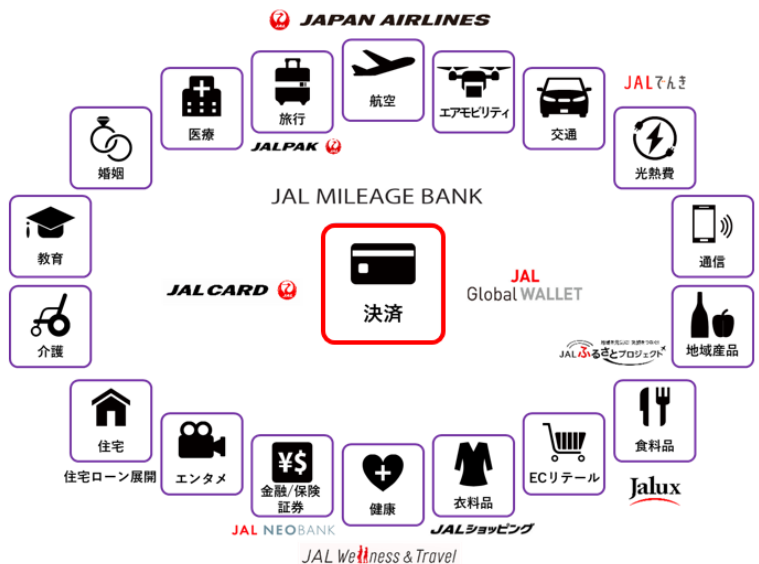 JAPAN AIRLINES
航空
旅行
エアモビリティ
医療
交通
JALPAK
JALでんき
婚姻
光熱費
JAL MILEAGE BANK
教育
通信
決済
JAL CARD
JAL
Global WALLET
介護
地域産品
JALふるさとプロジェクト
住宅
食料品
住宅ローン展開
エンタメ
¥$
金融/保険
証券
健康
衣料品
ECリテール
Jalux
JAL NEOBANK
JALショッピング
JAL Wellness & Travel